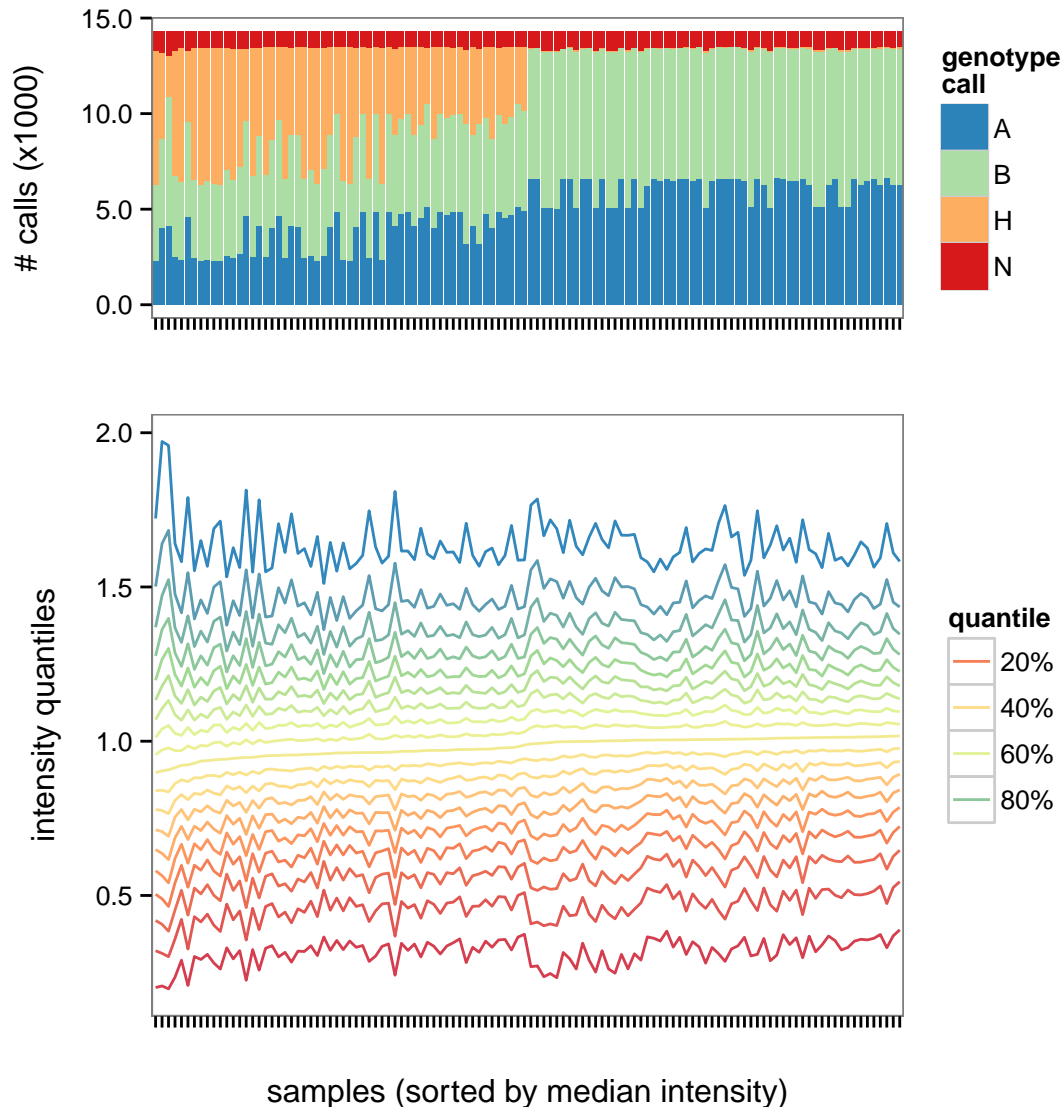 15.0
10.0
5.0
0.0
# calls (x1000)
genotype
call
A
B
H
N
2.0
1.5
1.0
0.5
intensity quantiles
quantile
20%
40%
60%
80%
samples (sorted by median intensity)